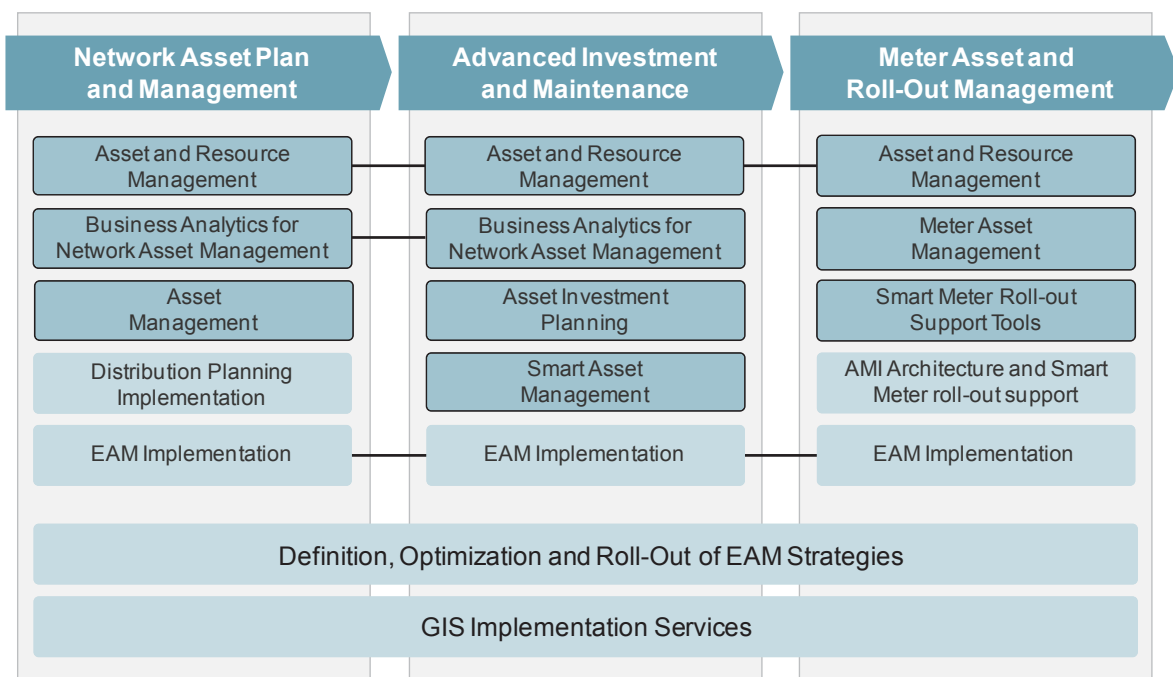 Network Asset Plan
and Management
Advanced Investment
and Maintenance
Meter Asset and
Roll-Out Management
Asset and Resource
Management
Business Analytics for
Network Asset Management
Asset
Management
Distribution Planning
Implementation
EAM Implementation
Asset and Resource
Management
Business Analytics for
Network Asset Management
Asset Investment
Planning
Smart Asset
Management
EAM Implementation
Asset and Resource
Management
Meter Asset
Management
Smart Meter Roll-out
Support Tools
AMI Architecture and Smart
Meter roll-out support
EAM Implementation
Definition, Optimization and Roll-Out of EAM Strategies
GIS Implementation Services